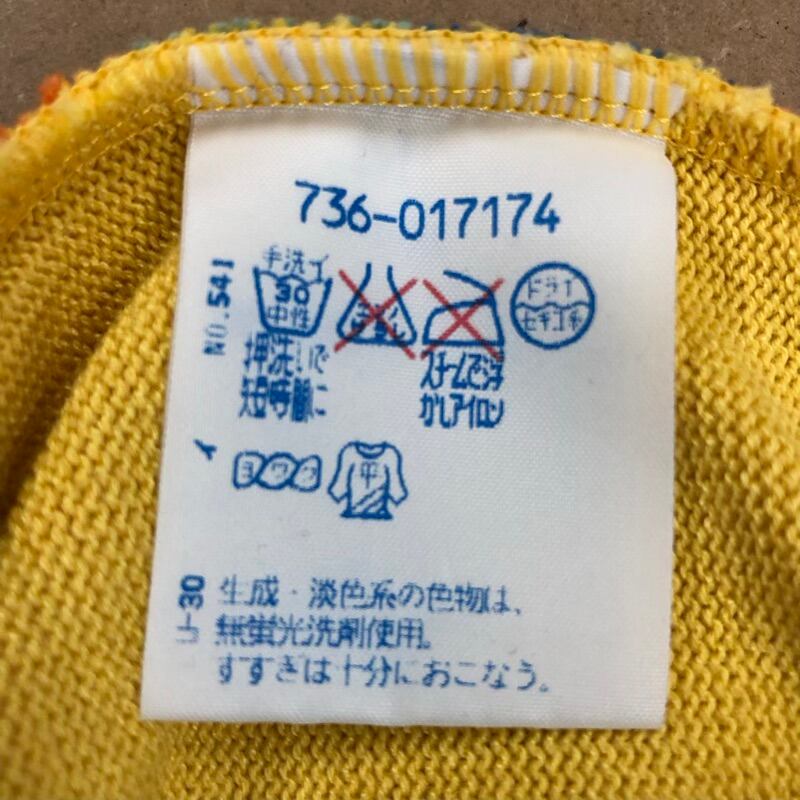 736-017174
NO.541
手洗イ
30
中性
エンソ
サラシ
ドライ
セキユ系
押洗いで
短時間に
スチームで浮
かしアイロン
イ
ヨワク
平
U-30
生成・淡色系の色物は、
無蛍光洗剤使用。
すすぎは十分におこなう。